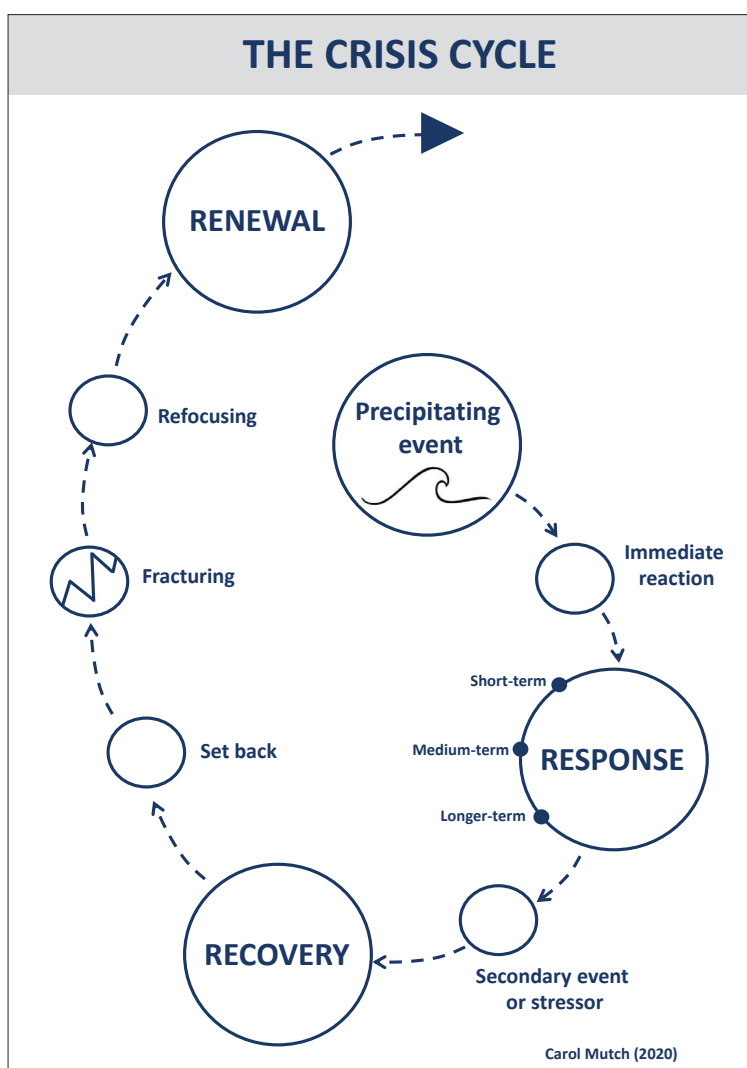 THE CRISIS CYCLE
RENEWAL
Refocusing
Precipitating
event
Fracturing
Immediate
reaction
Short-term
Medium-term
RESPONSE
Longer-term
Set back
RECOVERY
Secondary event
or stressor
Carol Mutch (2020)